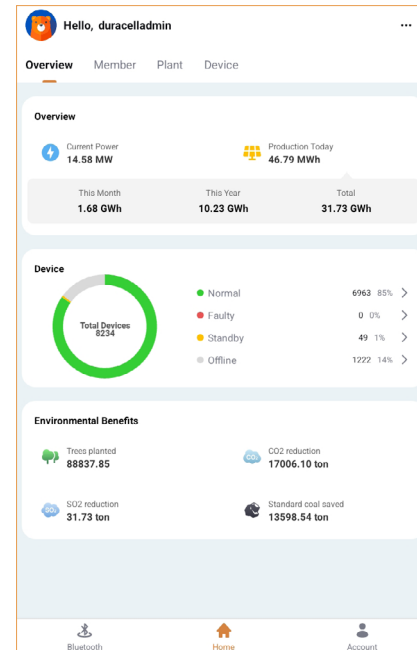 Hello, duracelladmin
Overview Member Plant Device
Overview
Current Power
14.58 MW
Production Today
46.79 MWh
This Month
1.68 GWh
This Year
10.23 GWh
Total
31.73 GWh
Device
Total Devices
8234
Normal 6963 85%
Faulty 0 0%
Standby 49 1%
Offline 1222 14%
Environmental Benefits
Trees planted
88837.85
CO2 reduction
17006.10 ton
SO2 reduction
31.73 ton
Standard coal saved
13598.54 ton
Bluetooth Home Account